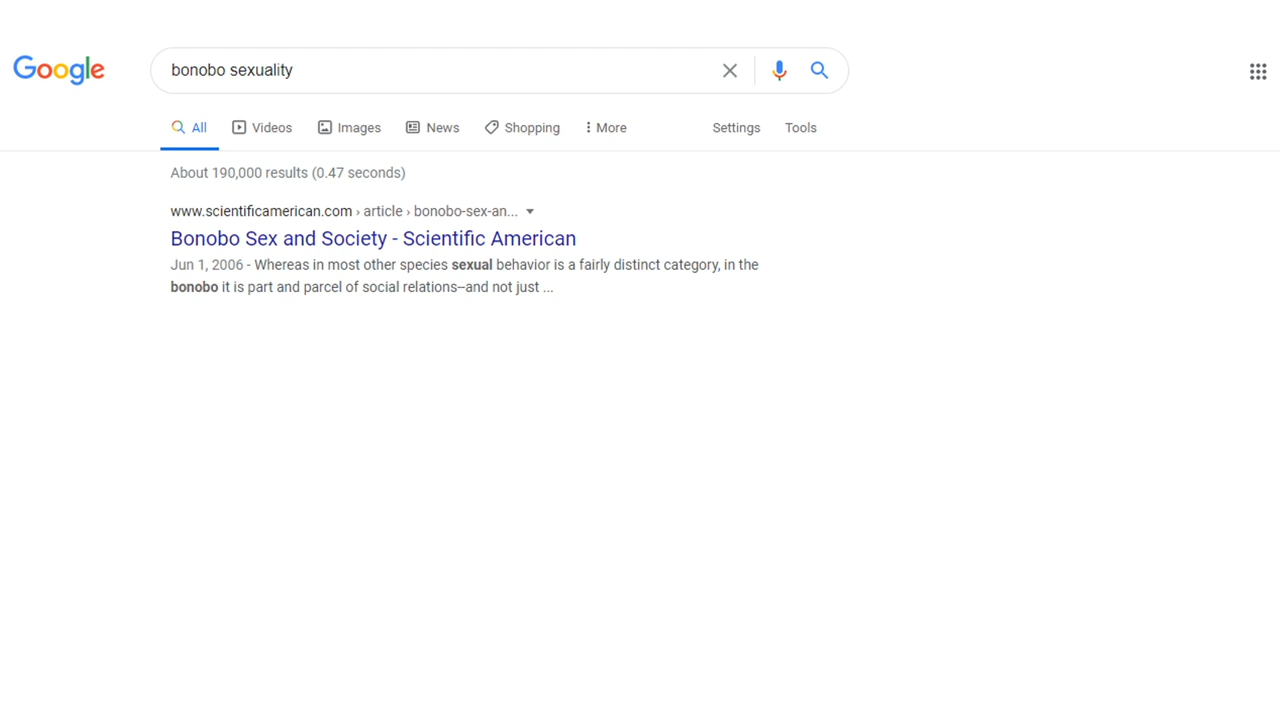 Google
bonobo sexuality
All Videos Images News Shopping More Settings Tools
About 190,000 results (0.47 seconds)
www.scientificamerican.com › article › bonobo-sex-an...
Bonobo Sex and Society - Scientific American
Jun 1, 2006 - Whereas in most other species sexual behavior is a fairly distinct category, in the
bonobo it is part and parcel of social relations--and not just ...